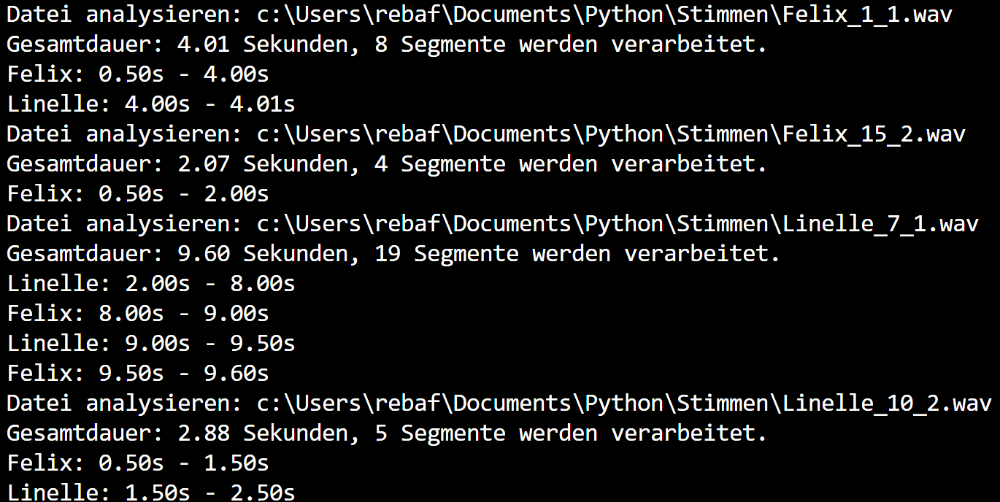 Datei analysieren: c:\Users\rebaf\Documents\Python\Stimmen\Felix_1_1.wav
Gesamtdauer: 4.01 Sekunden, 8 Segmente werden verarbeitet.
Felix: 0.50s - 4.00s
Linelle: 4.00s - 4.01s
Datei analysieren: c:\Users\rebaf\Documents\Python\Stimmen\Felix_15_2.wav
Gesamtdauer: 2.07 Sekunden, 4 Segmente werden verarbeitet.
Felix: 0.50s - 2.00s
Datei analysieren: c:\Users\rebaf\Documents\Python\Stimmen\Linelle_7_1.wav
Gesamtdauer: 9.60 Sekunden, 19 Segmente werden verarbeitet.
Linelle: 2.00s - 8.00s
Felix: 8.00s - 9.00s
Linelle: 9.00s - 9.50s
Felix: 9.50s - 9.60s
Datei analysieren: c:\Users\rebaf\Documents\Python\Stimmen\Linelle_10_2.wav
Gesamtdauer: 2.88 Sekunden, 5 Segmente werden verarbeitet.
Felix: 0.50s - 1.50s
Linelle: 1.50s - 2.50s